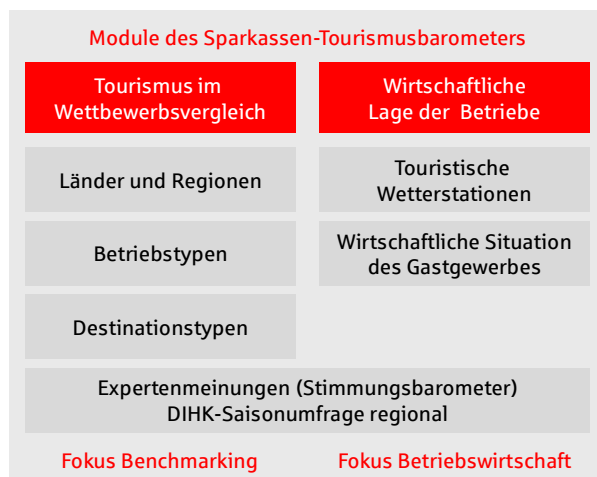 Module des Sparkassen-Tourismusbarometers
Tourismus im
Wettbewerbsvergleich
Wirtschaftliche
Lage der Betriebe
Länder und Regionen
Touristische
Wetterstationen
Betriebstypen
Wirtschaftliche Situation
des Gastgewerbes
Destinationstypen
Expertenmeinungen (Stimmungsbarometer)
DIHK-Saisonumfrage regional
Fokus Benchmarking
Fokus Betriebswirtschaft